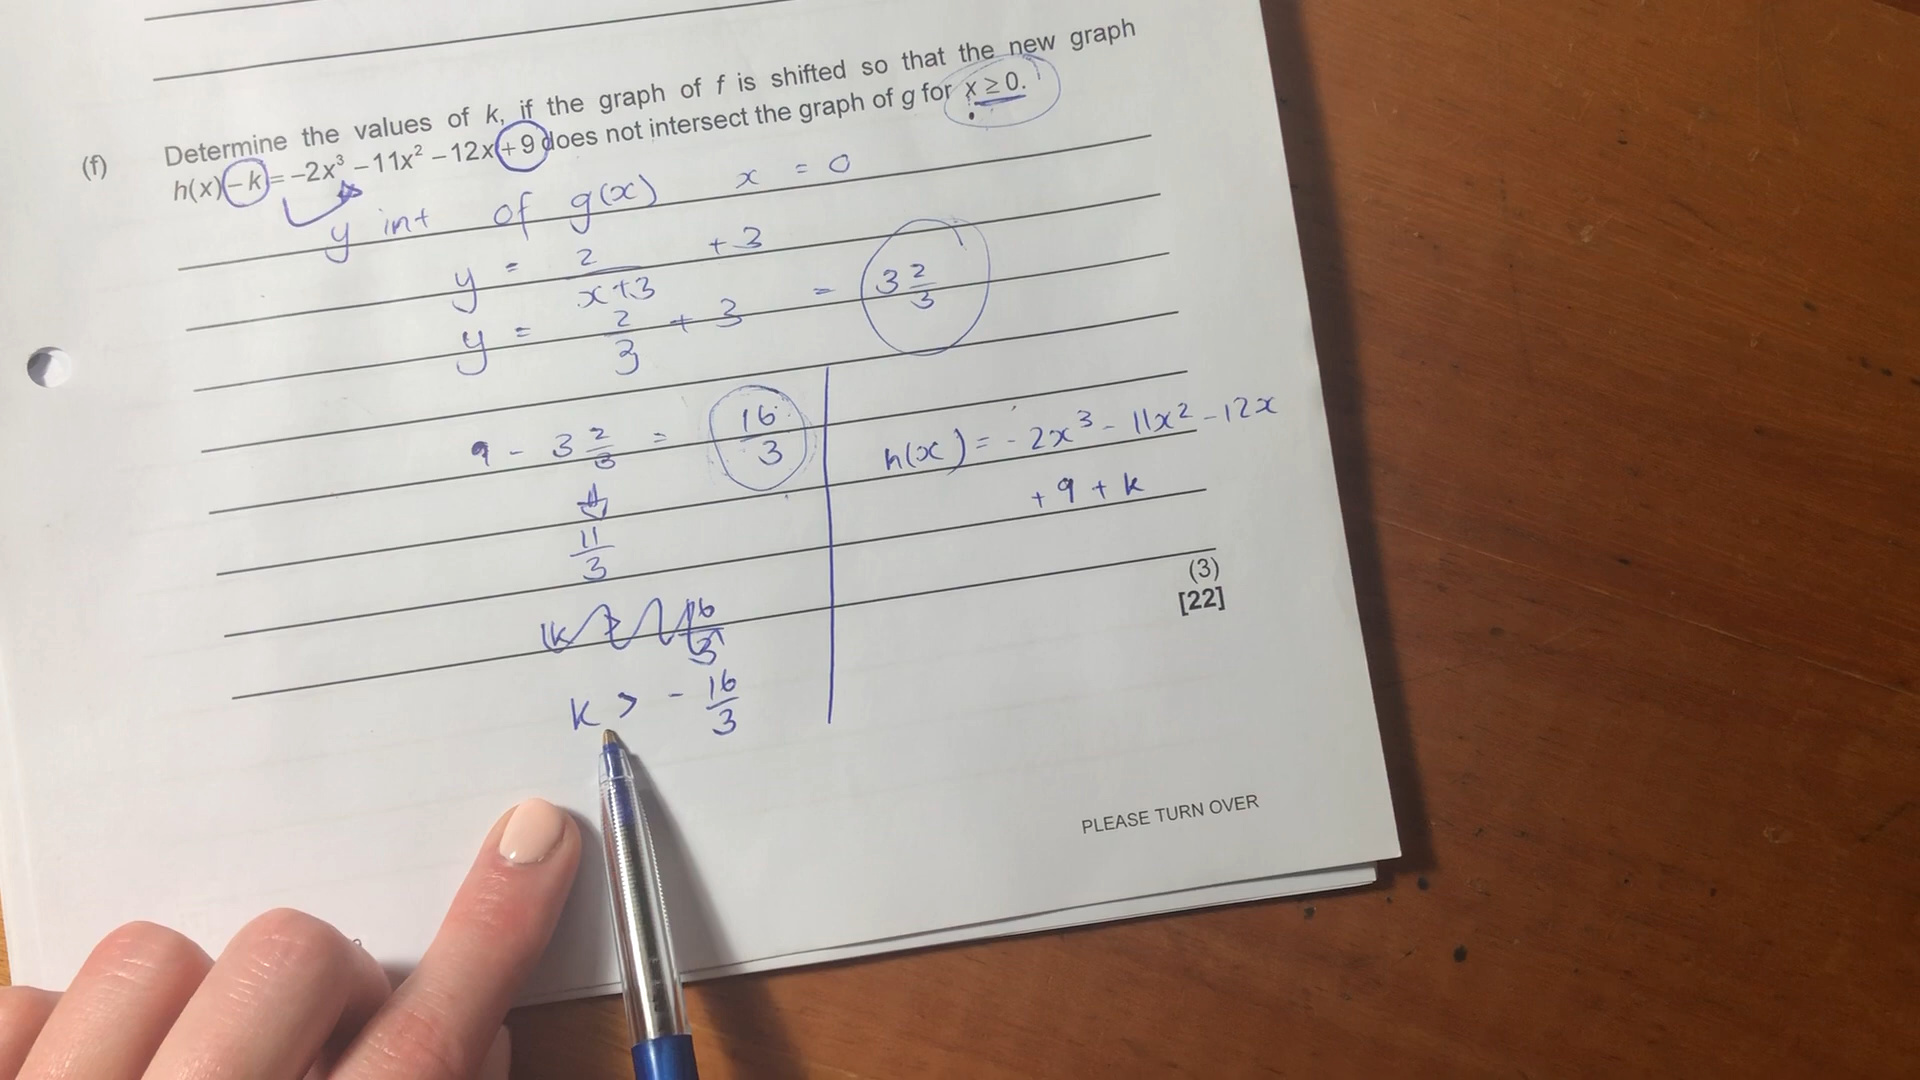 (f) Determine the values of k, if the graph of f is shifted so that the new graph
h(x) – k = –2x³ – 11x² – 12x + 9 does not intersect the graph of g for x ≥ 0.
y int of g(x) x = 0
y = 2/(x+3) + 3
y = 2/3 + 3 = 3 2/3
9 - 3 2/3 = 16/3
h(x) = -2x³ - 11x² - 12x
+ 9 + k
11/3
(3)
[22]
k > - 16/3
PLEASE TURN OVER